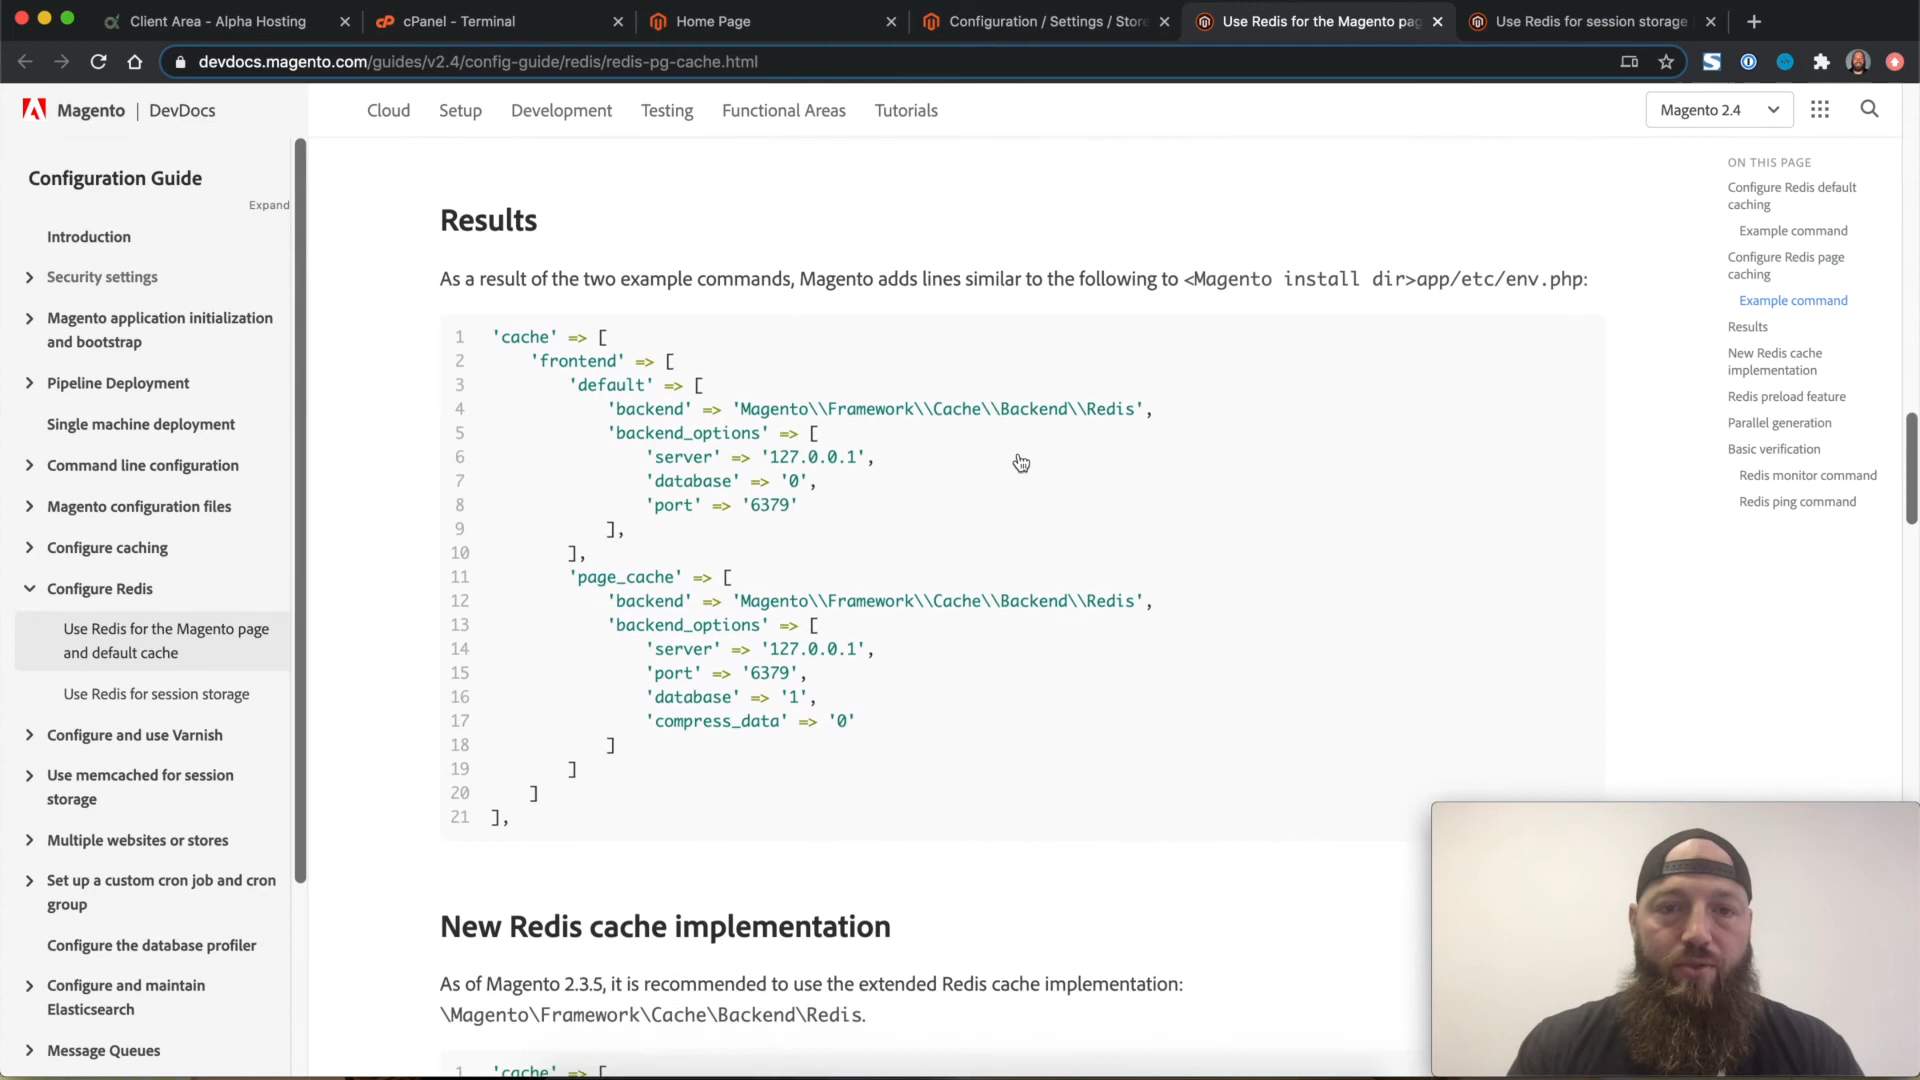 Client Area - Alpha Hosting
cPanel - Terminal
Home Page
Configuration / Settings / Store
Use Redis for the Magento pag
Use Redis for session storage
devdocs.magento.com/guides/v2.4/config-guide/redis/redis-pg-cache.html
Magento | DevDocs
Cloud
Setup
Development
Testing
Functional Areas
Tutorials
Magento 2.4
Configuration Guide
Expand
Introduction
Security settings
Magento application initialization
and bootstrap
Pipeline Deployment
Single machine deployment
Command line configuration
Magento configuration files
Configure caching
Configure Redis
Use Redis for the Magento page
and default cache
Use Redis for session storage
Configure and use Varnish
Use memcached for session
storage
Multiple websites or stores
Set up a custom cron job and cron
group
Configure the database profiler
Configure and maintain
Elasticsearch
Message Queues
Results
As a result of the two example commands, Magento adds lines similar to the following to <Magento install dir>app/etc/env.php:
1 'cache' => [
2 'frontend' => [
3 'default' => [
4 'backend' => 'Magento\\Framework\\Cache\\Backend\\Redis',
5 'backend_options' => [
6 'server' => '127.0.0.1',
7 'database' => '0',
8 'port' => '6379'
9 ],
10 ],
11 'page_cache' => [
12 'backend' => 'Magento\\Framework\\Cache\\Backend\\Redis',
13 'backend_options' => [
14 'server' => '127.0.0.1',
15 'port' => '6379',
16 'database' => '1',
17 'compress_data' => '0'
18 ]
19 ]
20 ]
21 ],
New Redis cache implementation
As of Magento 2.3.5, it is recommended to use the extended Redis cache implementation:
\Magento\Framework\Cache\Backend\Redis.
1 'cache' => [
ON THIS PAGE
Configure Redis default
caching
Example command
Configure Redis page
caching
Example command
Results
New Redis cache
implementation
Redis preload feature
Parallel generation
Basic verification
Redis monitor command
Redis ping command